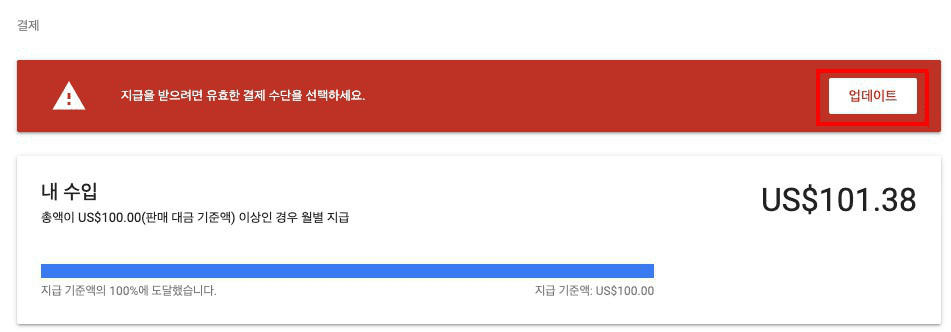 결제
지급을 받으려면 유효한 결제 수단을 선택하세요.
업데이트
내 수입
US$101.38
총액이 US$100.00(판매 대금 기준액) 이상인 경우 월별 지급
지급 기준액의 100%에 도달했습니다.
지급 기준액: US$100.00